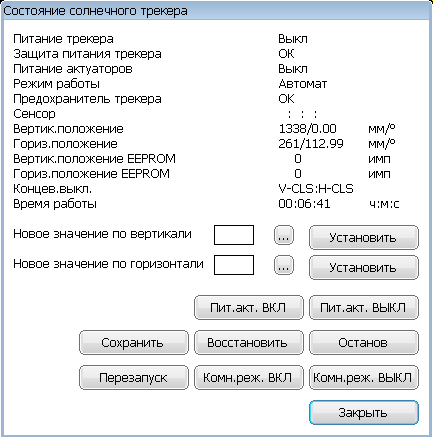 Состояние солнечного трекера
Питание трекера Выкл
Защита питания трекера OK
Питание актуаторов Выкл
Режим работы Автомат
Предохранитель трекера OK
Сенсор : : :
Вертик.положение 1338/0.00 мм/°
Гориз.положение 261/112.99 мм/°
Вертик.положение EEPROM 0 имп
Гориз.положение EEPROM 0 имп
Концев.выкл. V-CLS:H-CLS
Время работы 00:06:41 ч:м:с
Новое значение по вертикали ... Установить
Новое значение по горизонтали ... Установить
Пит.акт. ВКЛ Пит.акт. ВЫКЛ
Сохранить Восстановить Останов
Перезапуск Комн.реж. ВКЛ Комн.реж. ВЫКЛ
Закрыть